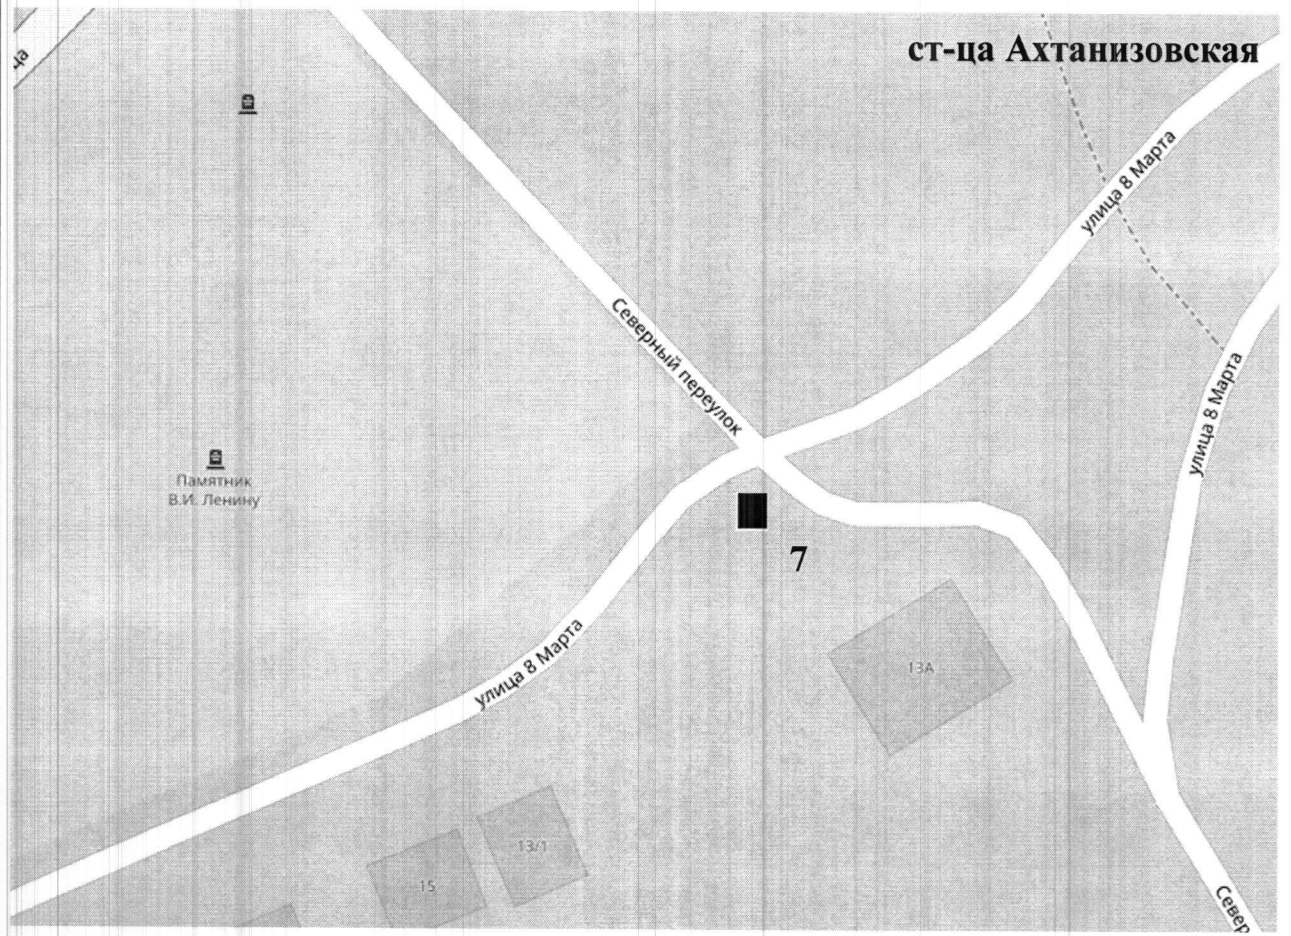 ст-ца Ахтанизовская
ца
улица 8 Марта
Северный переулок
улица 8 Марта
Памятник
В.И. Ленину
7
улица 8 Марта
13А
13/1
15
Север